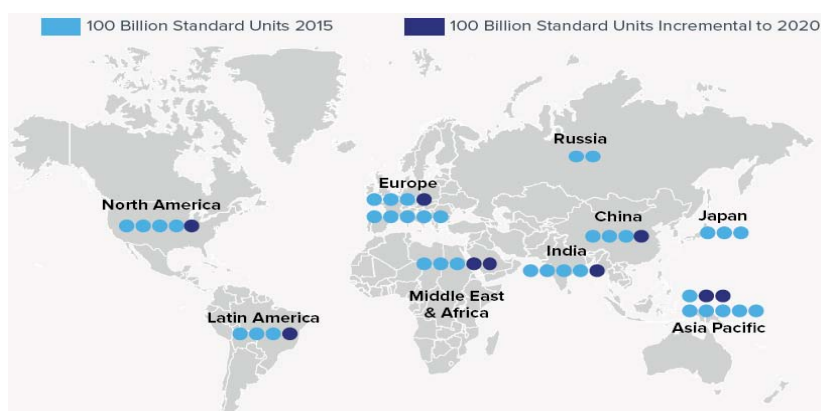 100 Billion Standard Units 2015
100 Billion Standard Units Incremental to 2020
Russia
Europe
North America
China
Japan
India
Middle East
& Africa
Latin America
Asia Pacific